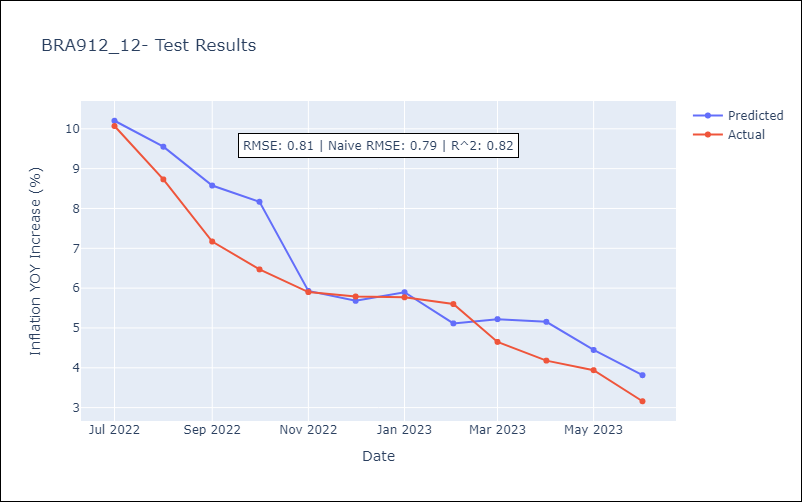 BRA912_12- Test Results
Predicted
Actual
RMSE: 0.81 | Naive RMSE: 0.79 | R^2: 0.82
Inflation YOY Increase (%)
10
9
8
7
6
5
4
3
Jul 2022 Sep 2022 Nov 2022 Jan 2023 Mar 2023 May 2023
Date